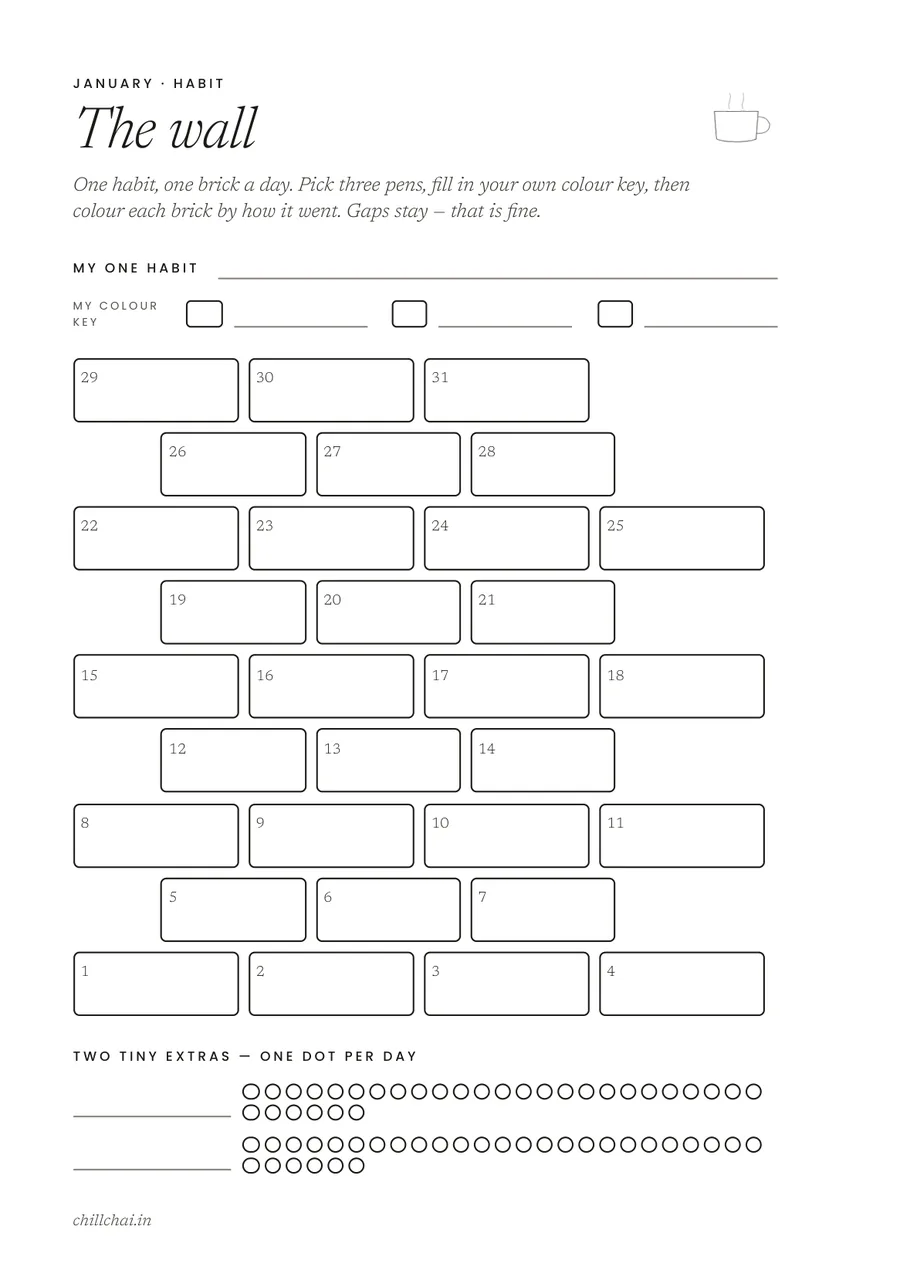 JANUARY · HABIT
The wall
One habit, one brick a day. Pick three pens, fill in your own colour key, then
colour each brick by how it went. Gaps stay – that is fine.
MY ONE HABIT
MY COLOUR
KEY
29 30 31
26 27 28
22 23 24 25
19 20 21
15 16 17 18
12 13 14
8 9 10 11
5 6 7
1 2 3 4
TWO TINY EXTRAS — ONE DOT PER DAY
chillchai.in